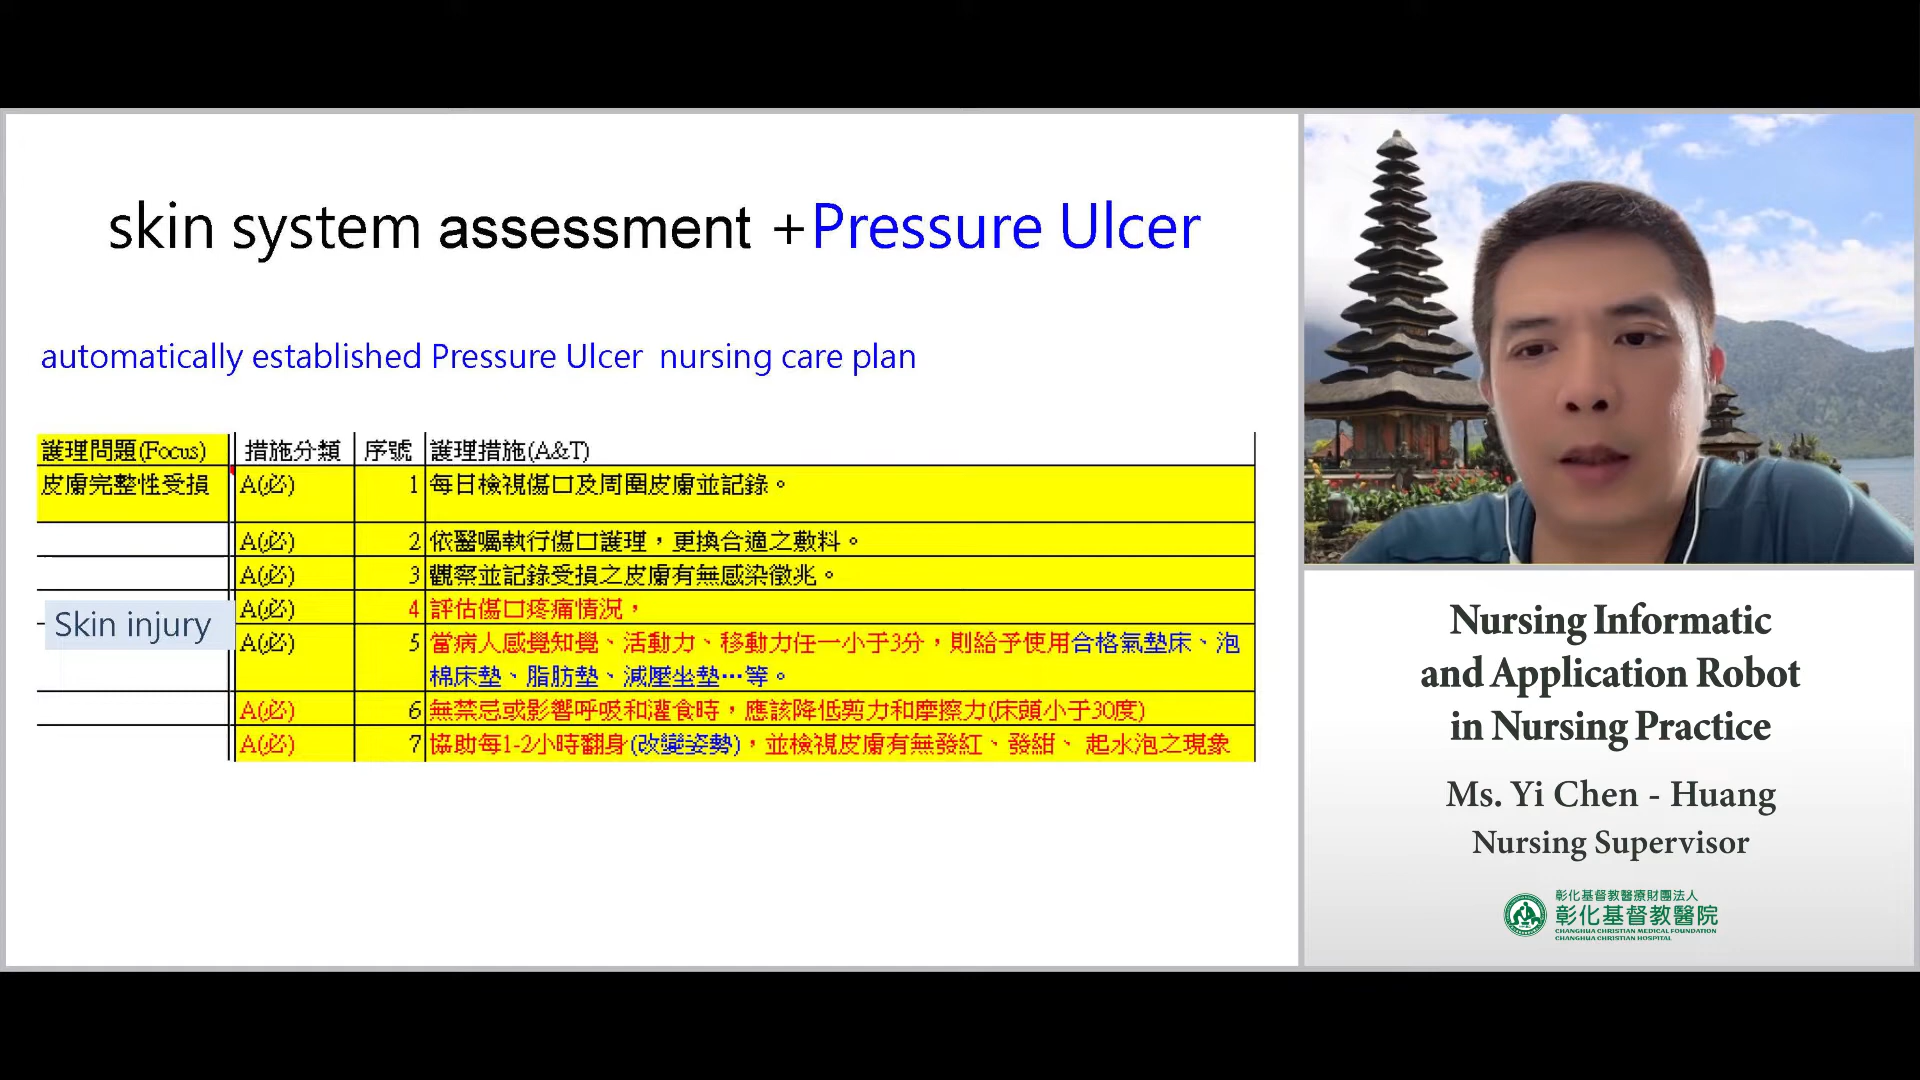 skin system assessment +Pressure Ulcer
automatically established Pressure Ulcer nursing care plan
護理問題(Focus) 措施分類 序號 護理措施(A&T)
皮膚完整性受損 A(必) 1 每日檢視傷口及周圍皮膚並記錄。
A(必) 2 依醫囑執行傷口護理，更換合適之敷料。
A(必) 3 觀察並記錄受損之皮膚有無感染徵兆。
A(必) 4 評估傷口疼痛情況，
Skin injury
A(必) 5 當病人感覺知覺、活動力、移動力任一小于3分，則給予使用合格氣墊床、泡
棉床墊、脂肪墊、減壓坐墊…等。
A(必) 6 無禁忌或影響呼吸和灌食時，應該降低剪力和摩擦力(床頭小于30度)
A(必) 7 協助每1-2小時翻身(改變姿勢)，並檢視皮膚有無發紅、發紺、 起水泡之現象
Nursing Informatic
and Application Robot
in Nursing Practice
Ms. Yi Chen - Huang
Nursing Supervisor
彰化基督教醫療財團法人
彰化基督教醫院
CHANGHUA CHRISTIAN MEDICAL FOUNDATION
CHANGHUA CHRISTIAN HOSPITAL